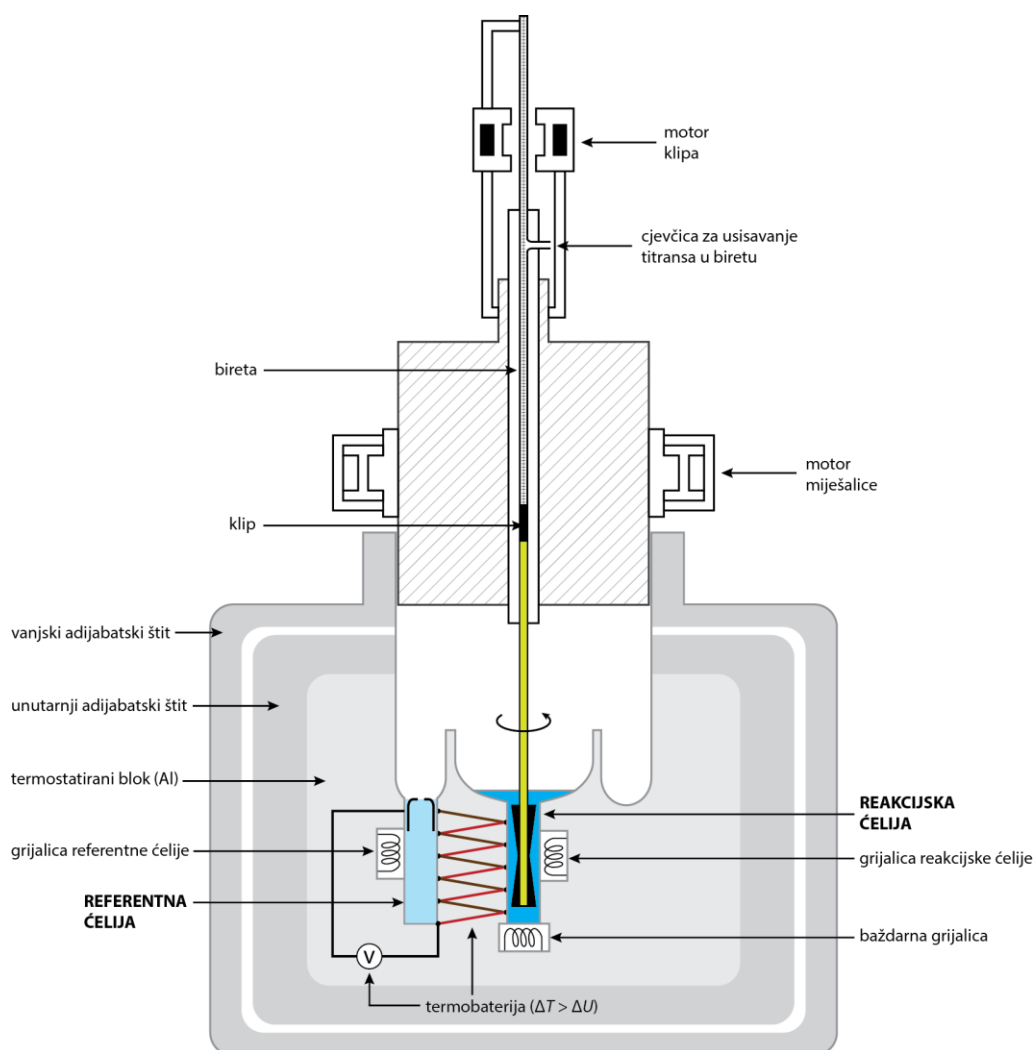 motor
klipa
cjevčica za usisavanje
titransa u biretu
bireta
motor
miješalice
klip
vanjski adijabatski štit
unutarnji adijabatski štit
termostatirani blok (Al)
REAKCIJSKA
ĆELIJA
grijalica referentne ćelije
grijalica reakcijske ćelije
REFERENTNA
ĆELIJA
baždarna grijalica
V
termobaterija (ΔT > ΔU)